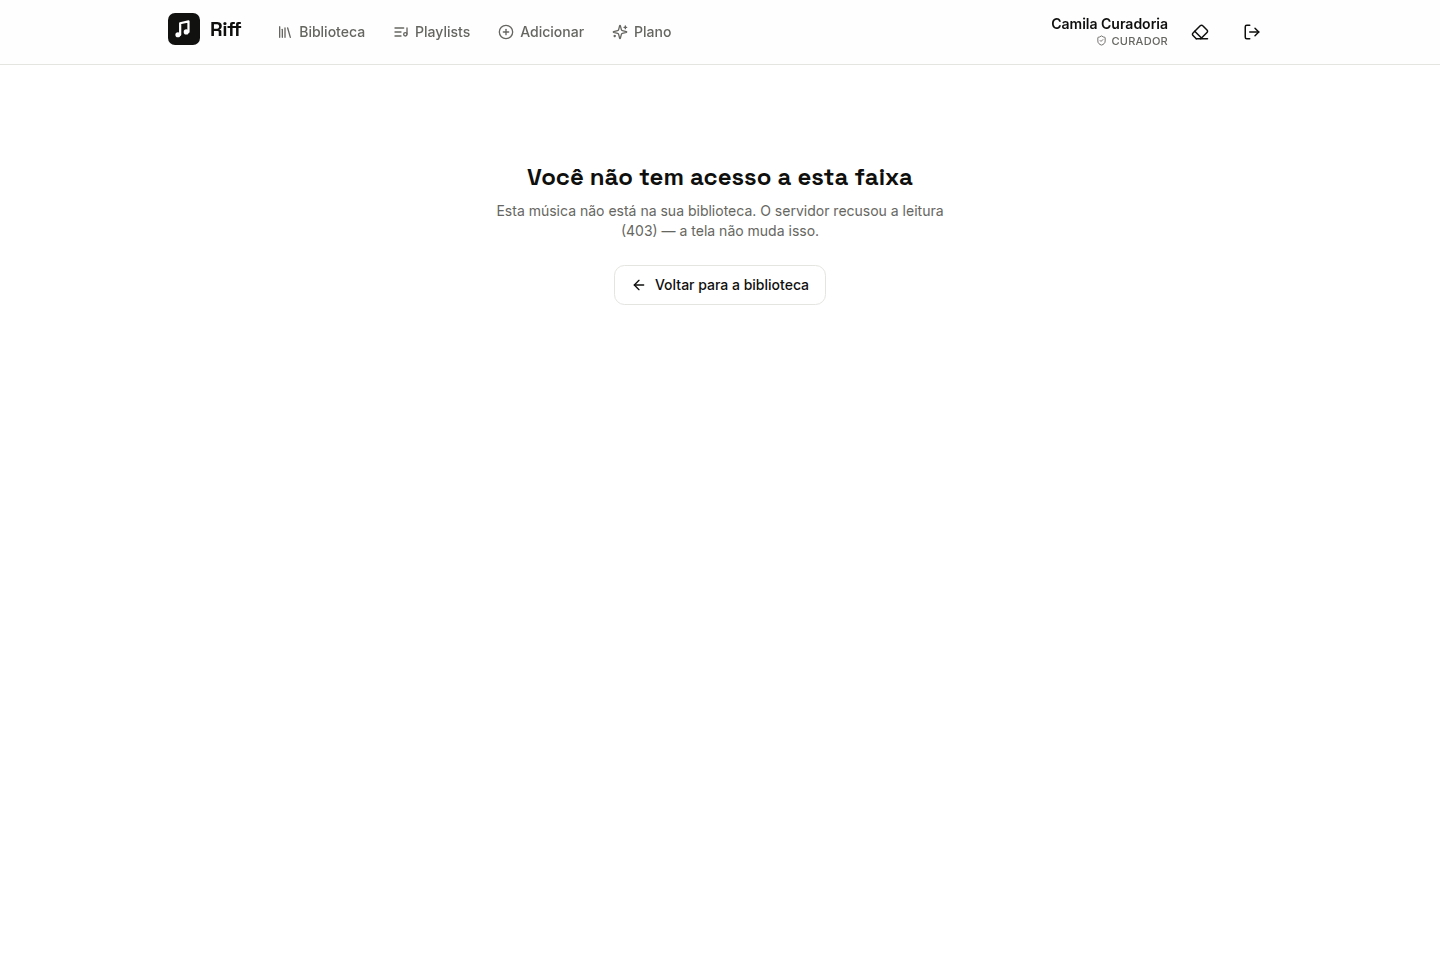 Riff
Biblioteca
Playlists
Adicionar
Plano
Camila Curadoria
CURADOR
Você não tem acesso a esta faixa
Esta música não está na sua biblioteca. O servidor recusou a leitura
(403) — a tela não muda isso.
Voltar para a biblioteca